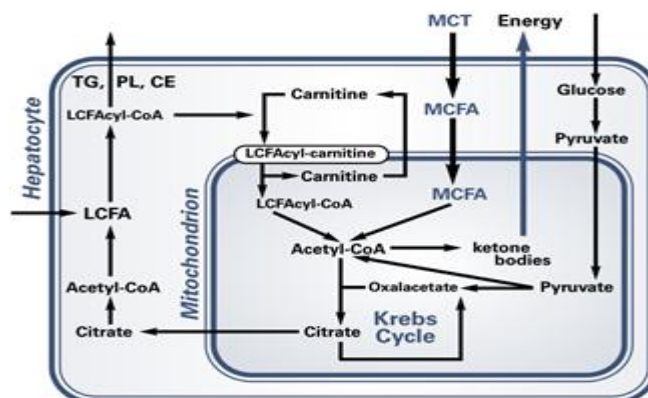 MCT
Energy
TG, PL, CE
Carnitine
Glucose
LCFAcyl-CoA
MCFA
Pyruvate
Hepatocyte
LCFAcyl-carnitine
Carnitine
MCFA
LCFA
LCFAcyl-CoA
Mitochondrion
Acetyl-CoA
ketone
bodies
Acetyl-CoA
Oxalacetate
Pyruvate
Citrate
Citrate
Krebs
Cycle